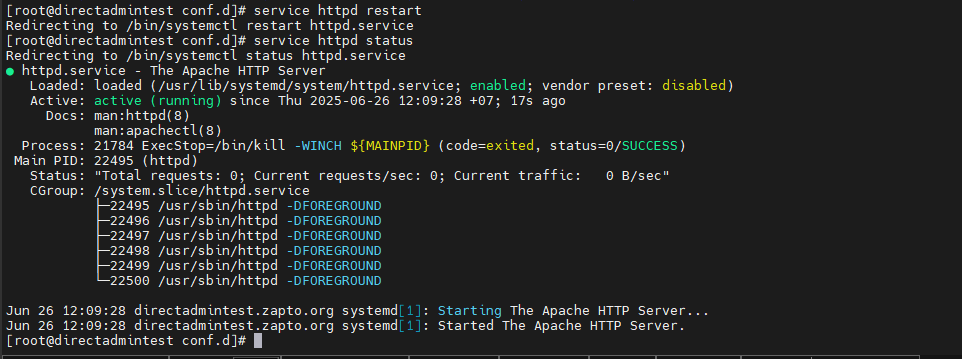 [root@directadmintest conf.d]# service httpd restart
Redirecting to /bin/systemctl restart httpd.service
[root@directadmintest conf.d]# service httpd status
Redirecting to /bin/systemctl status httpd.service
● httpd.service - The Apache HTTP Server
   Loaded: loaded (/usr/lib/systemd/system/httpd.service; enabled; vendor preset: disabled)
   Active: active (running) since Thu 2025-06-26 12:09:28 +07; 17s ago
     Docs: man:httpd(8)
           man:apachectl(8)
  Process: 21784 ExecStop=/bin/kill -WINCH ${MAINPID} (code=exited, status=0/SUCCESS)
 Main PID: 22495 (httpd)
   Status: "Total requests: 0; Current requests/sec: 0; Current traffic:   0 B/sec"
   CGroup: /system.slice/httpd.service
           ├─22495 /usr/sbin/httpd -DFOREGROUND
           ├─22496 /usr/sbin/httpd -DFOREGROUND
           ├─22497 /usr/sbin/httpd -DFOREGROUND
           ├─22498 /usr/sbin/httpd -DFOREGROUND
           ├─22499 /usr/sbin/httpd -DFOREGROUND
           └─22500 /usr/sbin/httpd -DFOREGROUND

Jun 26 12:09:28 directadmintest.zapto.org systemd[1]: Starting The Apache HTTP Server...
Jun 26 12:09:28 directadmintest.zapto.org systemd[1]: Started The Apache HTTP Server.
[root@directadmintest conf.d]#